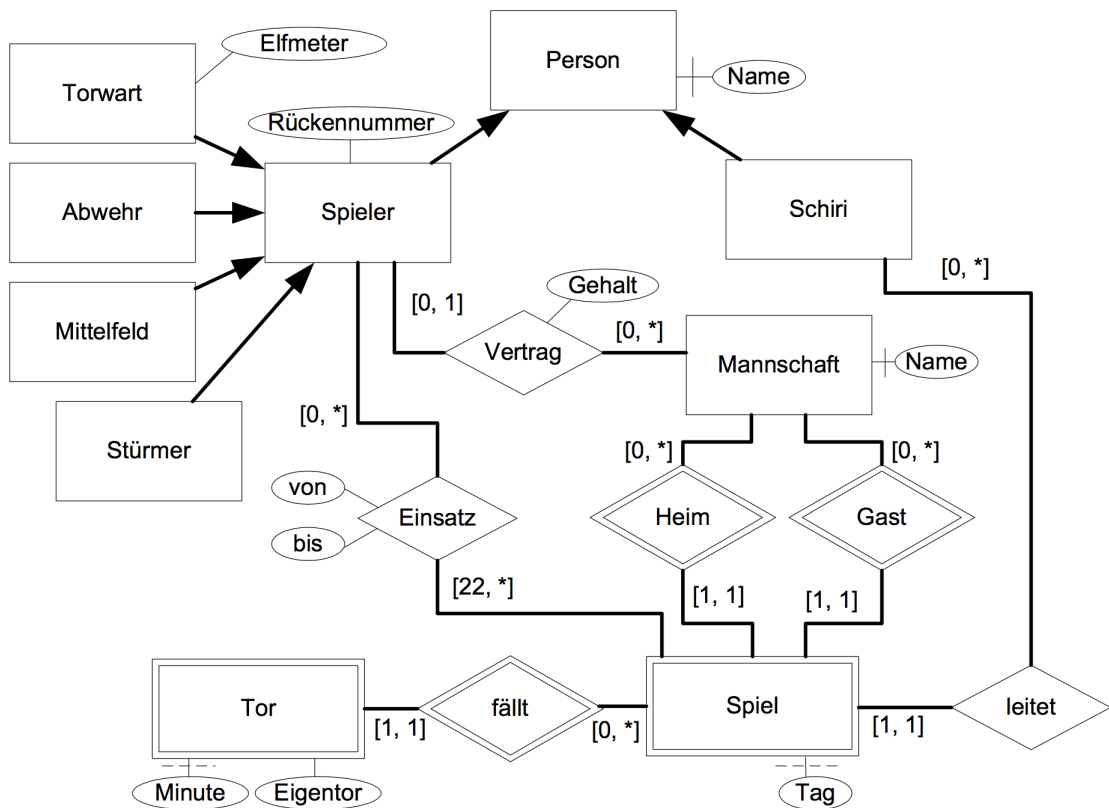 Elfmeter
Person
Torwart
Name
Rückennummer
Abwehr
Spieler
Schiri
[0, *]
Gehalt
[0, 1]
[0, *]
Mittelfeld
Vertrag
Mannschaft
Name
[0, *]
Stürmer
[0, *]
[0, *]
von
Einsatz
Heim
Gast
bis
[22, *]
[1, 1]
[1, 1]
Tor
fällt
Spiel
leitet
[1, 1]
[0, *]
[1, 1]
Minute
Eigentor
Tag